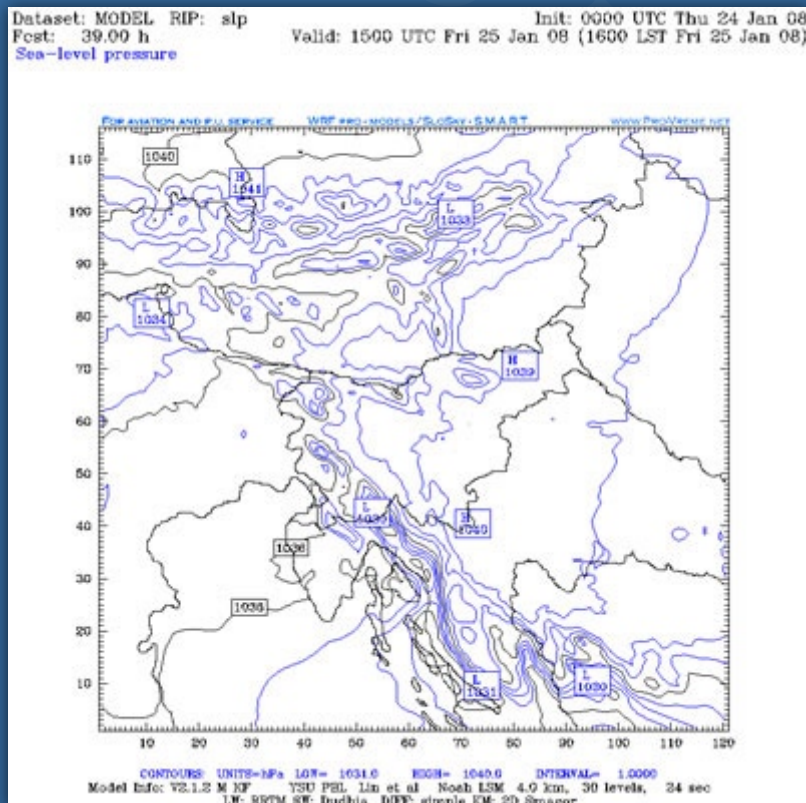 Dataset: MODEL RIP: slp Init: 0000 UTC Thu 24 Jan 08
Fcst: 39.00 h Valid: 1500 UTC Fri 25 Jan 08 (1600 LST Fri 25 Jan 08)
Sea-level pressure
FOR AVIATION AND P.U. SERVICE WRF PRO-MODELS/SLOSKY-S.M.A.R.T WWW.PROVREME.NET
110
1040
H
100
L
1033
90
80
L
1034
70
H
1039
60
50
40
L
H
1040
1036
30
1036
20
10
L
1031
L
10 20 30 40 50 60 70 80 90 100 110 120
CONTOURS: UNITS=hPa LOW= 1031.0 HIGH= 1040.0 INTERVAL= 1.0000
Model Info: V2.1.2 M KF YSU PBL Lin et al Noah LSM 4.0 km, 30 levels, 24 sec
LW: RRTM SW: Dudhia DIFF: simple KM: 2D Smagor